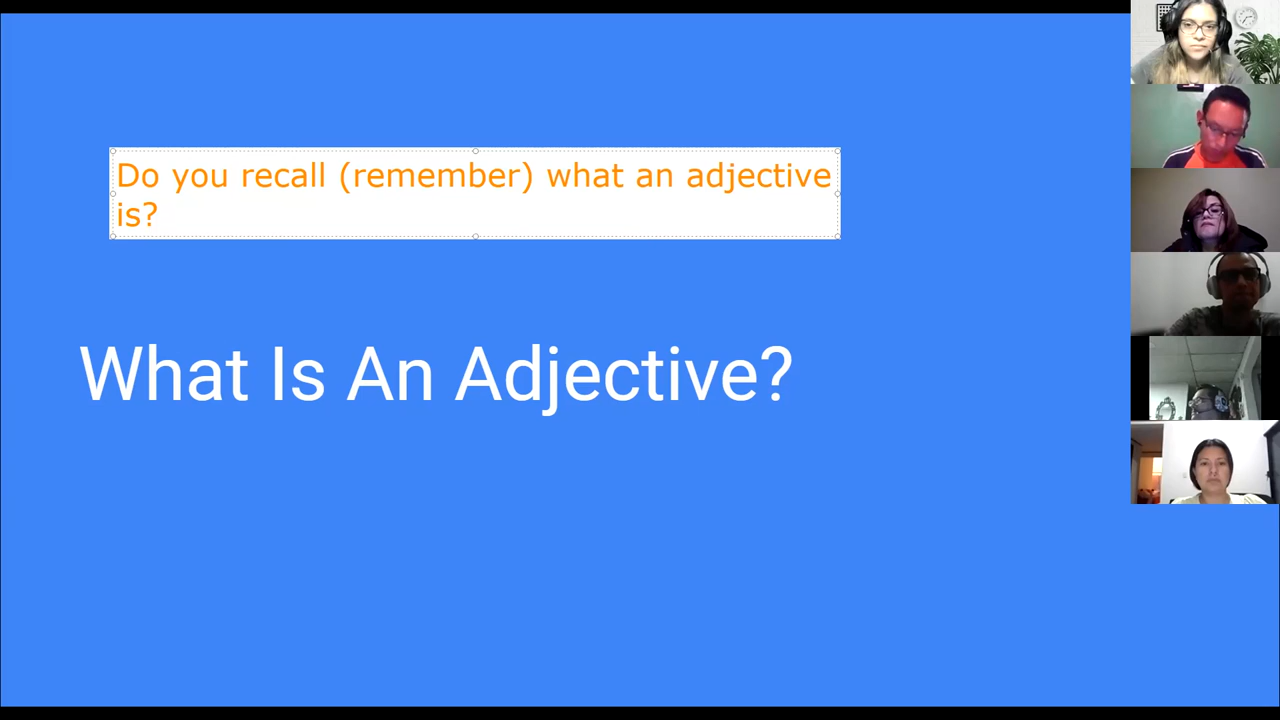 Do you recall (remember) what an adjective
is?
What Is An Adjective?